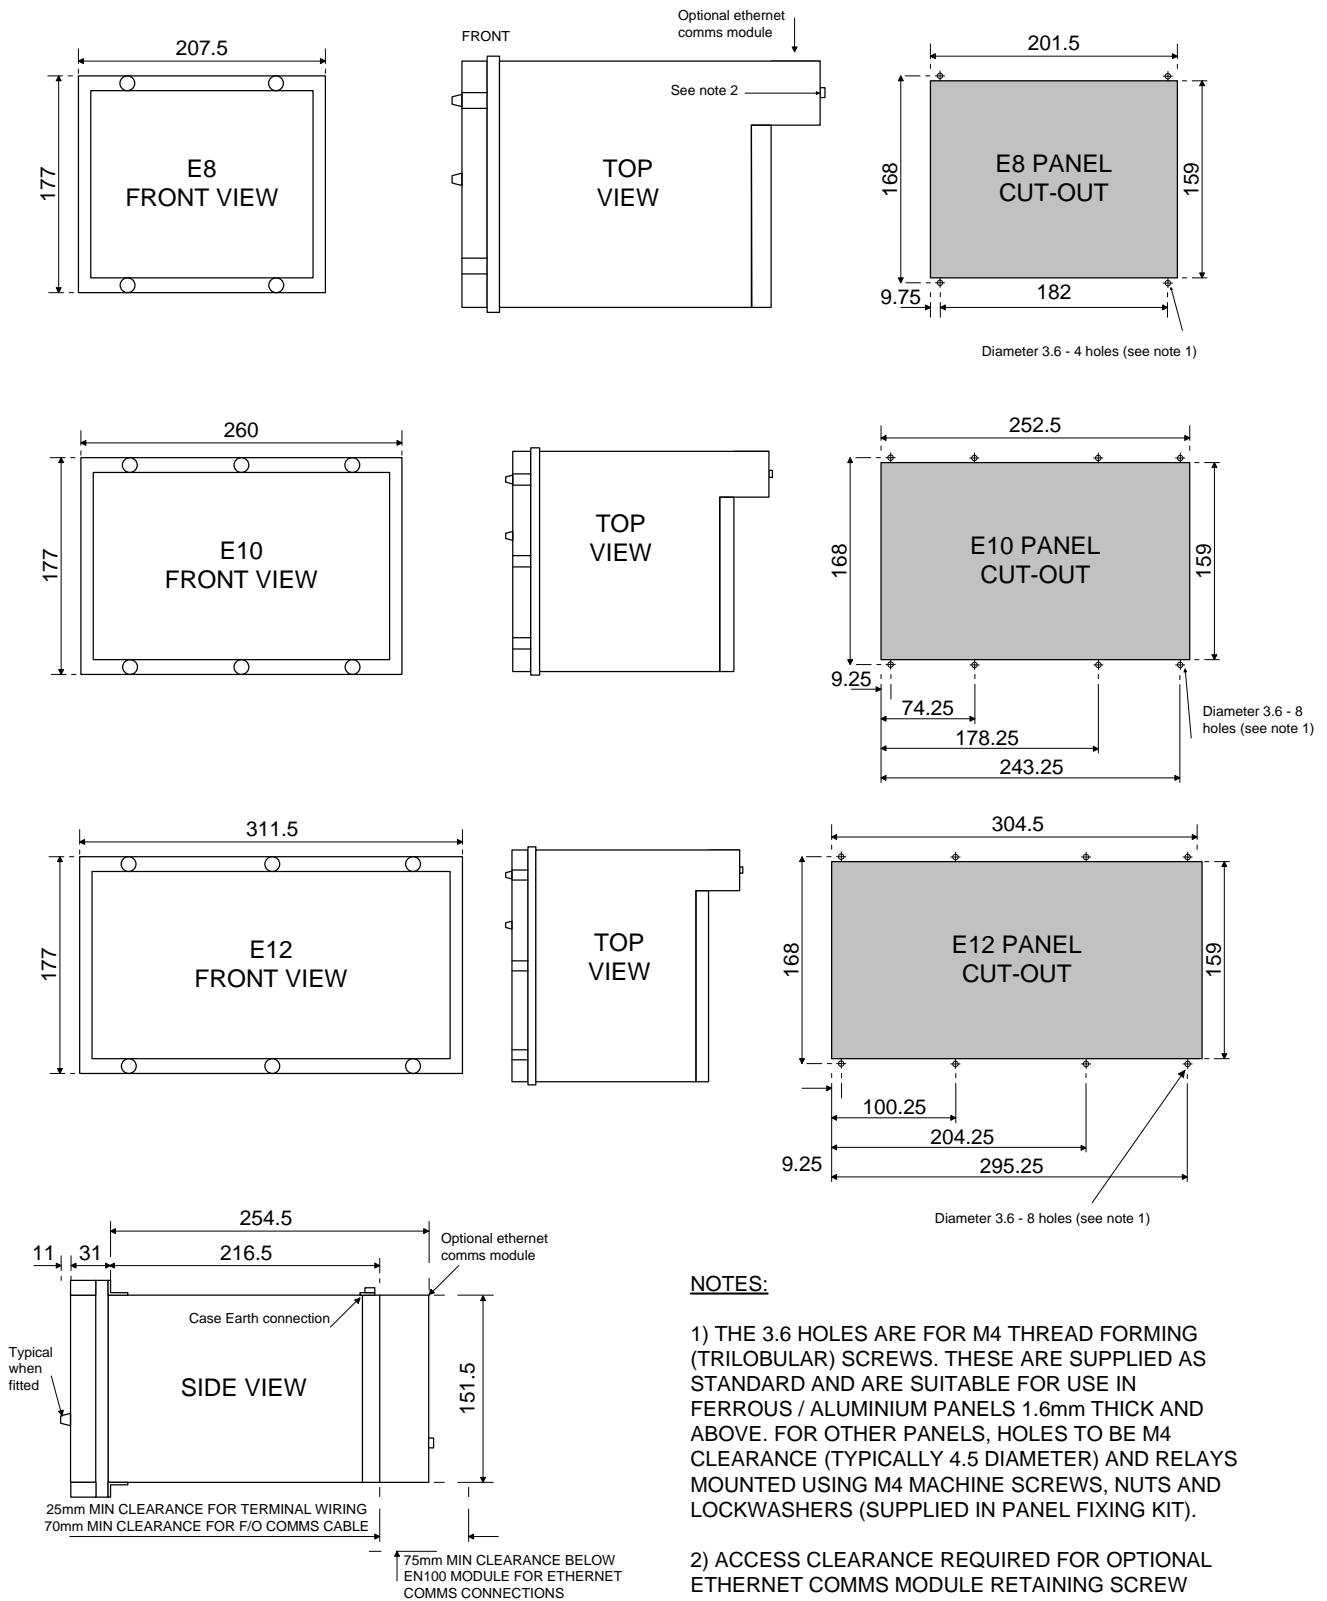 207.5
177
E8
FRONT VIEW
FRONT
Optional ethernet
comms module
See note 2
TOP
VIEW
201.5
168
E8 PANEL
CUT-OUT
159
9.75
182
Diameter 3.6 - 4 holes (see note 1)
260
177
E10
FRONT VIEW
TOP
VIEW
252.5
168
E10 PANEL
CUT-OUT
159
9.25
74.25
178.25
243.25
Diameter 3.6 - 8
holes (see note 1)
311.5
177
E12
FRONT VIEW
TOP
VIEW
304.5
168
E12 PANEL
CUT-OUT
159
100.25
204.25
9.25
295.25
Diameter 3.6 - 8 holes (see note 1)
254.5
11
31
216.5
Optional ethernet
comms module
Case Earth connection
Typical
when
fitted
SIDE VIEW
151.5
25mm MIN CLEARANCE FOR TERMINAL WIRING
70mm MIN CLEARANCE FOR F/O COMMS CABLE
75mm MIN CLEARANCE BELOW
EN100 MODULE FOR ETHERNET
COMMS CONNECTIONS
NOTES:
1) THE 3.6 HOLES ARE FOR M4 THREAD FORMING
(TRILOBULAR) SCREWS. THESE ARE SUPPLIED AS
STANDARD AND ARE SUITABLE FOR USE IN
FERROUS / ALUMINIUM PANELS 1.6mm THICK AND
ABOVE. FOR OTHER PANELS, HOLES TO BE M4
CLEARANCE (TYPICALLY 4.5 DIAMETER) AND RELAYS
MOUNTED USING M4 MACHINE SCREWS, NUTS AND
LOCKWASHERS (SUPPLIED IN PANEL FIXING KIT).
2) ACCESS CLEARANCE REQUIRED FOR OPTIONAL
ETHERNET COMMS MODULE RETAINING SCREW